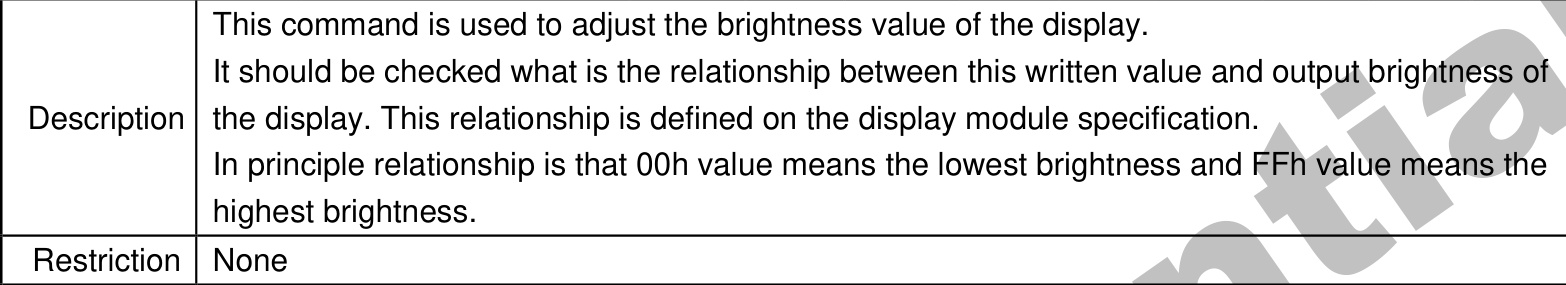 This command is used to adjust the brightness value of the display.
It should be checked what is the relationship between this written value and output brightness of
Description the display. This relationship is defined on the display module specification.
In principle relationship is that 00h value means the lowest brightness and FFh value means the
highest brightness.
Restriction None
ntial